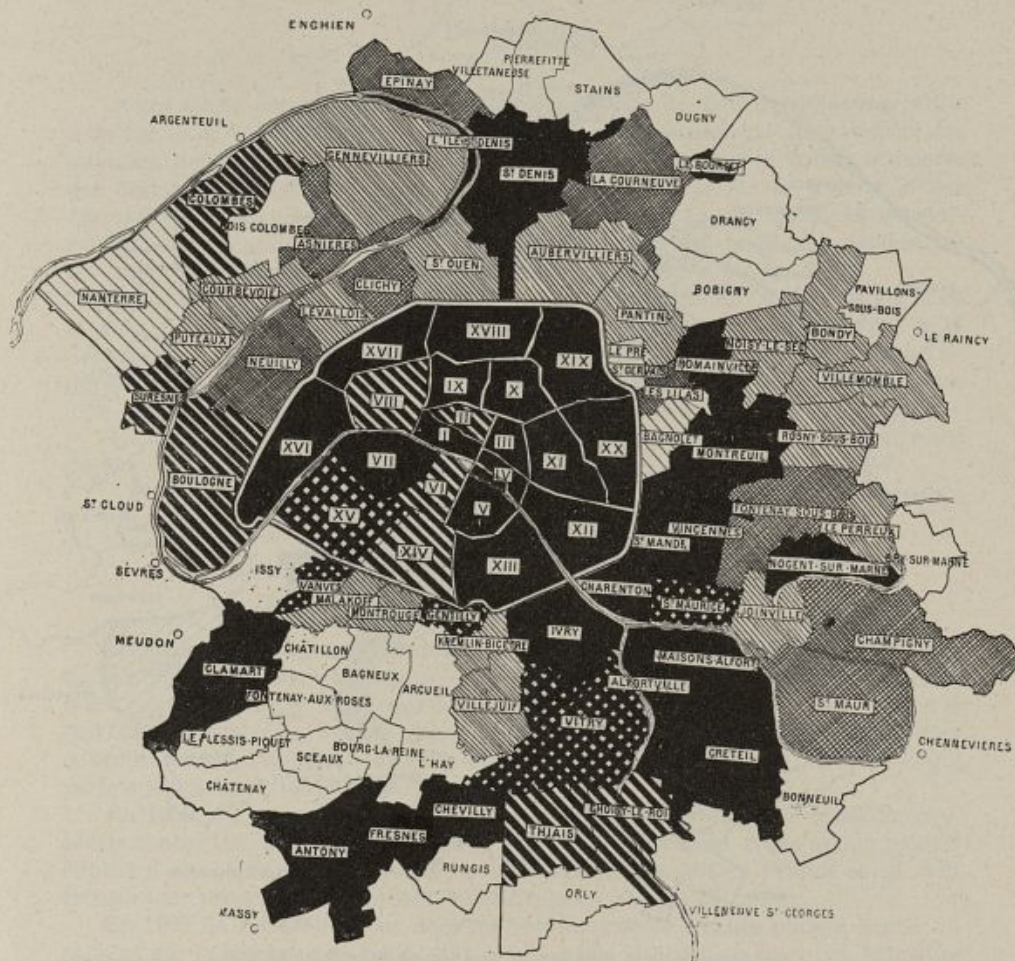 ENGHIEN
EPINAY
VILLETANEUSE
PIERREFITTE
STAINS
DUGNY
ARGENTEUIL
L'ILE St DENIS
GENNEVILLIERS
St DENIS
LE BOURGET
LA COURNEUVE
COLOMBES
BOIS COLOMBES
ASNIERES
St OUEN
AUBERVILLIERS
DRANCY
BOBIGNY
PAVILLONS-
SOUS-BOIS
NANTERRE
COURBEVOIE
CLICHY
LEVALLOIS
PANTIN
NOISY-LE-SEC
BONDY
LE RAINCY
PUTEAUX
NEUILLY
XVII
XVIII
XIX
LE PRE
St GERVAIS
ROMAINVILLE
VILLEMOMBLE
SURESNE
VIII
IX
X
LES LILAS
III
I
III
XVI
VII
XI
XX
BAGNOLET
MONTREUIL
ROSNY-SOUS-BOIS
BOULOGNE
VI
V
XV
St CLOUD
XII
VINCENNES
FONTENAY SOUS-BOIS
LE PERREUX
St MANDE
XIV
XIII
SÈVRES
ISSY
VANVES
MALAKOFF
MONTROUGE
GENTILLY
CHARENTON
St MAURICE
JOINVILLE
NOGENT-SUR-MARNE
BRY-SUR-MARNE
MEUDON
CLAMART
CHÂTILLON
BAGNEUX
KREMLIN-BICÊTRE
IVRY
MAISONS-ALFORT
CHAMPIGNY
FONTENAY-AUX-ROSES
ARCUEIL
VILLEJUIF
ALFORTVILLE
VITRY
St MAUR
LE PLESSIS-PIQUET
SCEAUX
BOURG-LA-REINE
L'HAY
CRETEIL
CHENNEVIERES
CHÂTENAY
CHEVILLY
CHOISY-LE-ROI
BONNEUIL
ANTONY
FRESNES
THIAIS
RUNGIS
ORLY
MASSY
VILLENEUVE-St-GEORGES